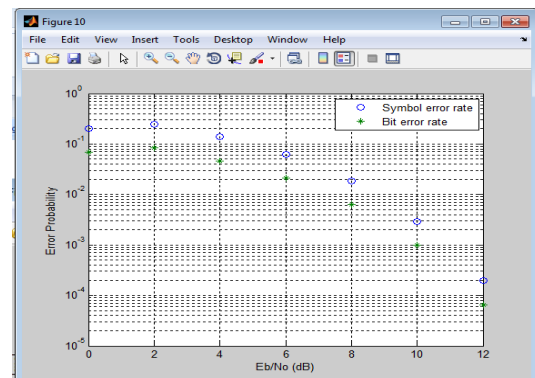 Figure 10
File Edit View Insert Tools Desktop Window Help
Symbol error rate
Bit error rate
10^0
10^-1
10^-2
10^-3
10^-4
10^-5
Error Probability
0 2 4 6 8 10 12
Eb/No (dB)